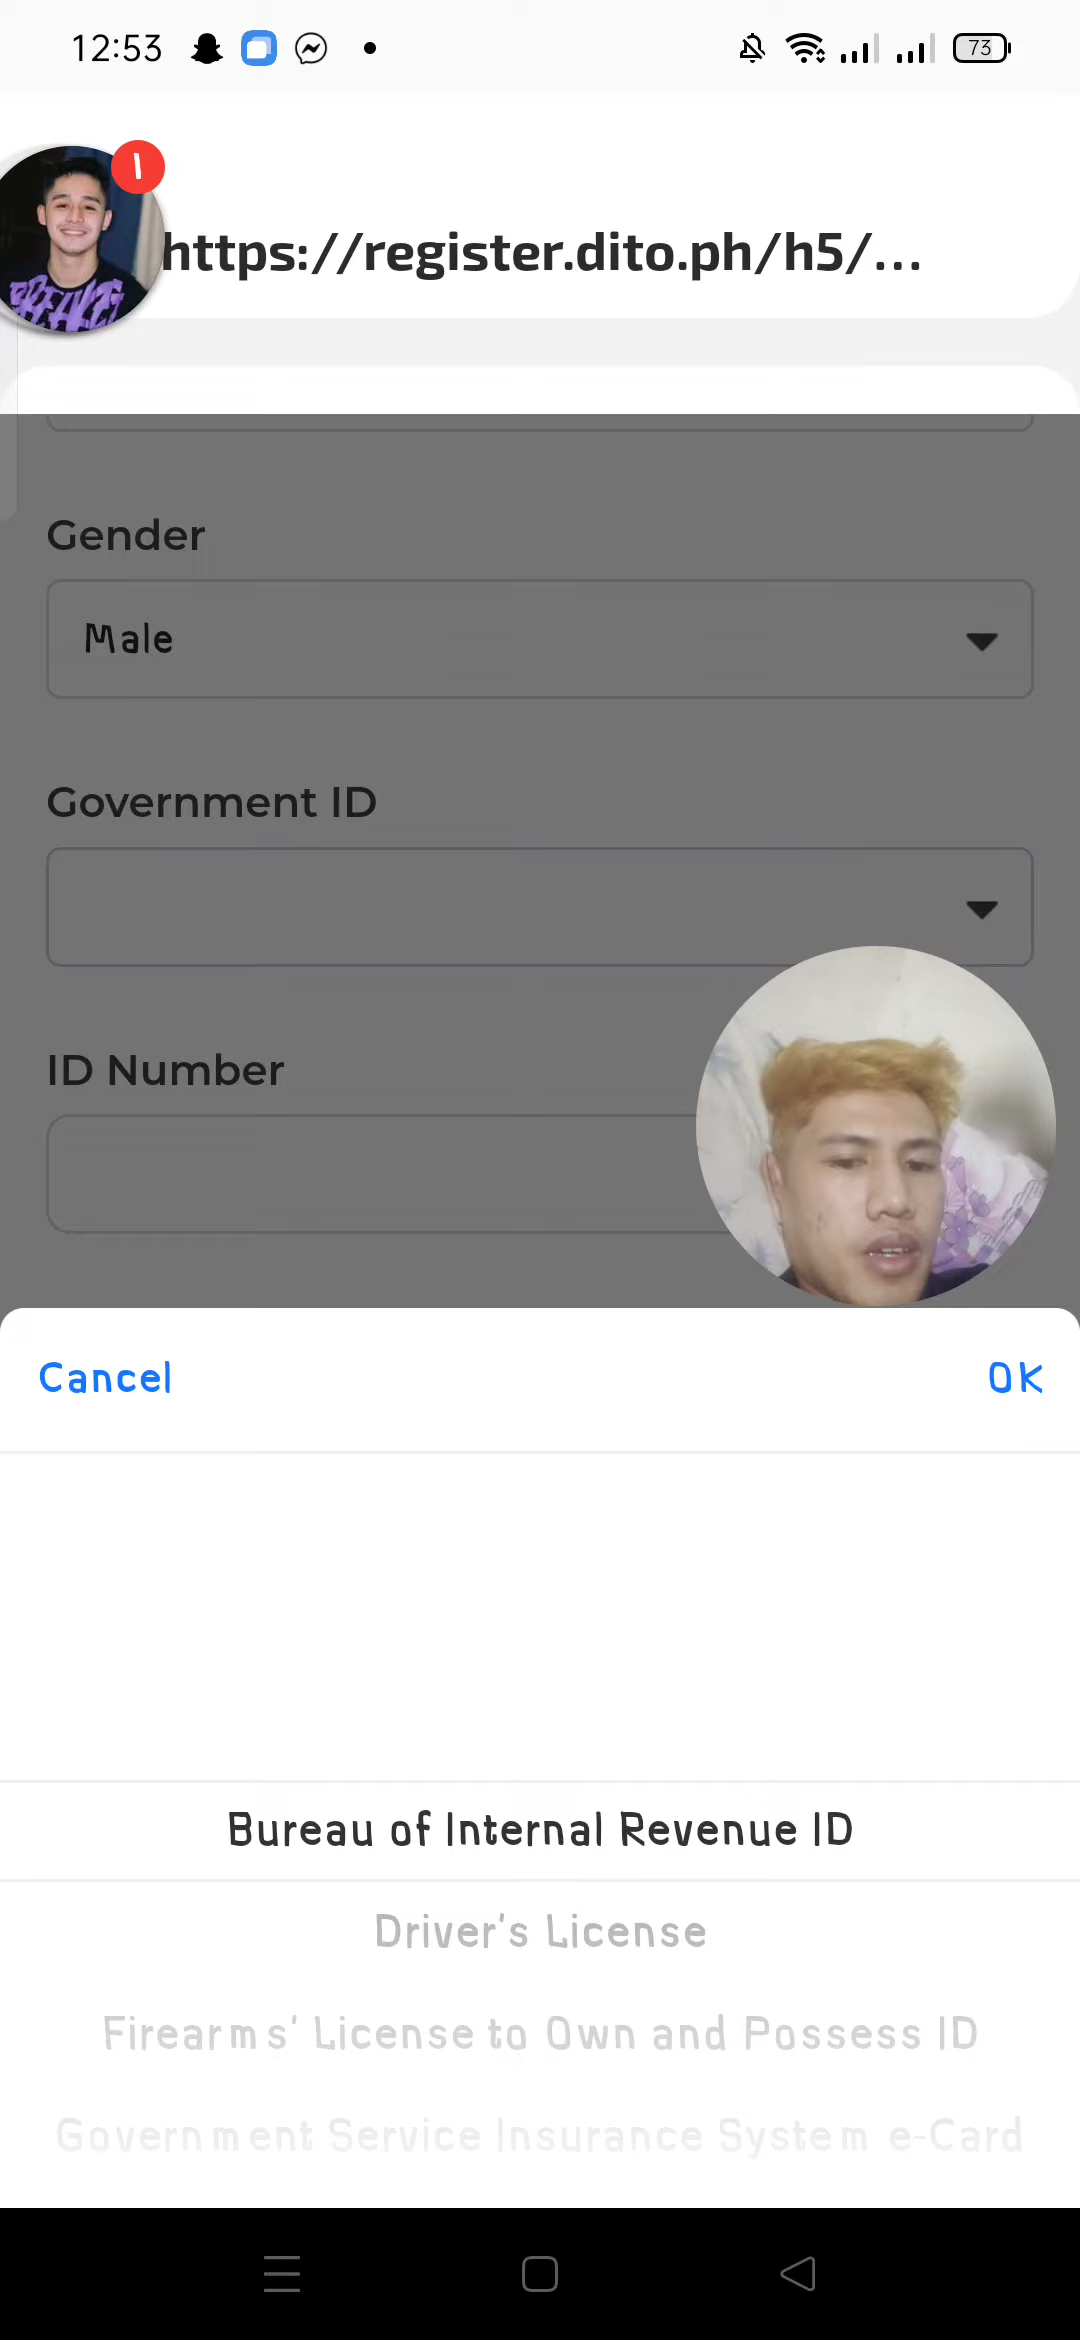 12:53
73
1
https://register.dito.ph/h5/...
Gender
Male
Government ID
ID Number
Cancel
OK
Bureau of Internal Revenue ID
Driver's License
Firearms' License to Own and Possess ID
Government Service Insurance System e-Card